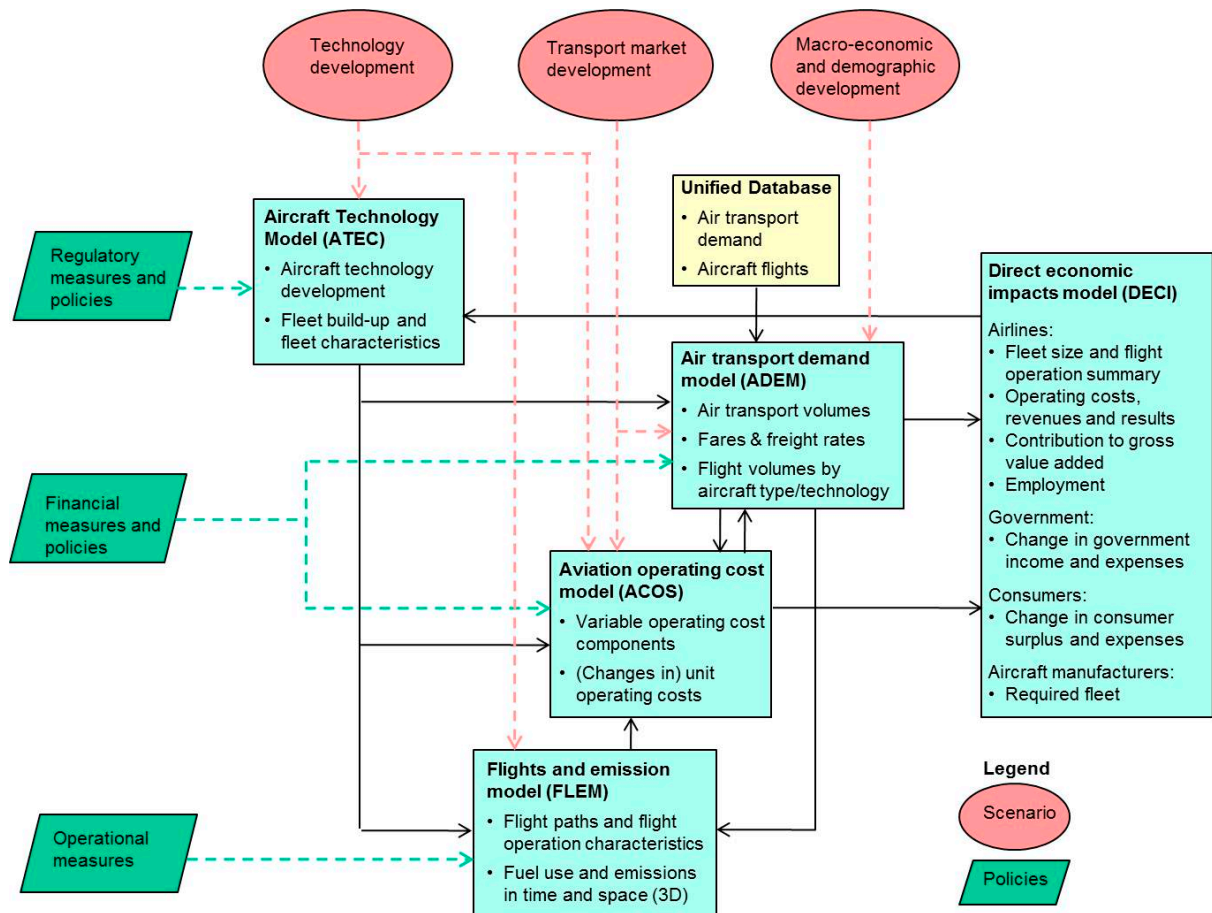 Technology
development
Transport market
development
Macro-economic
and demographic
development
Unified Database
• Air transport
demand
• Aircraft flights
Aircraft Technology
Model (ATEC)
• Aircraft technology
development
• Fleet build-up and
fleet characteristics
Regulatory
measures and
policies
Direct economic
impacts model (DECI)
Airlines:
• Fleet size and flight
operation summary
• Operating costs,
revenues and results
• Contribution to gross
value added
• Employment
Government:
• Change in government
income and expenses
Consumers:
• Change in consumer
surplus and expenses
Aircraft manufacturers:
• Required fleet
Air transport demand
model (ADEM)
• Air transport volumes
• Fares & freight rates
• Flight volumes by
aircraft type/technology
Financial
measures and
policies
Aviation operating cost
model (ACOS)
• Variable operating cost
components
• (Changes in) unit
operating costs
Flights and emission
model (FLEM)
• Flight paths and flight
operation characteristics
• Fuel use and emissions
in time and space (3D)
Operational
measures
Legend
Scenario
Policies